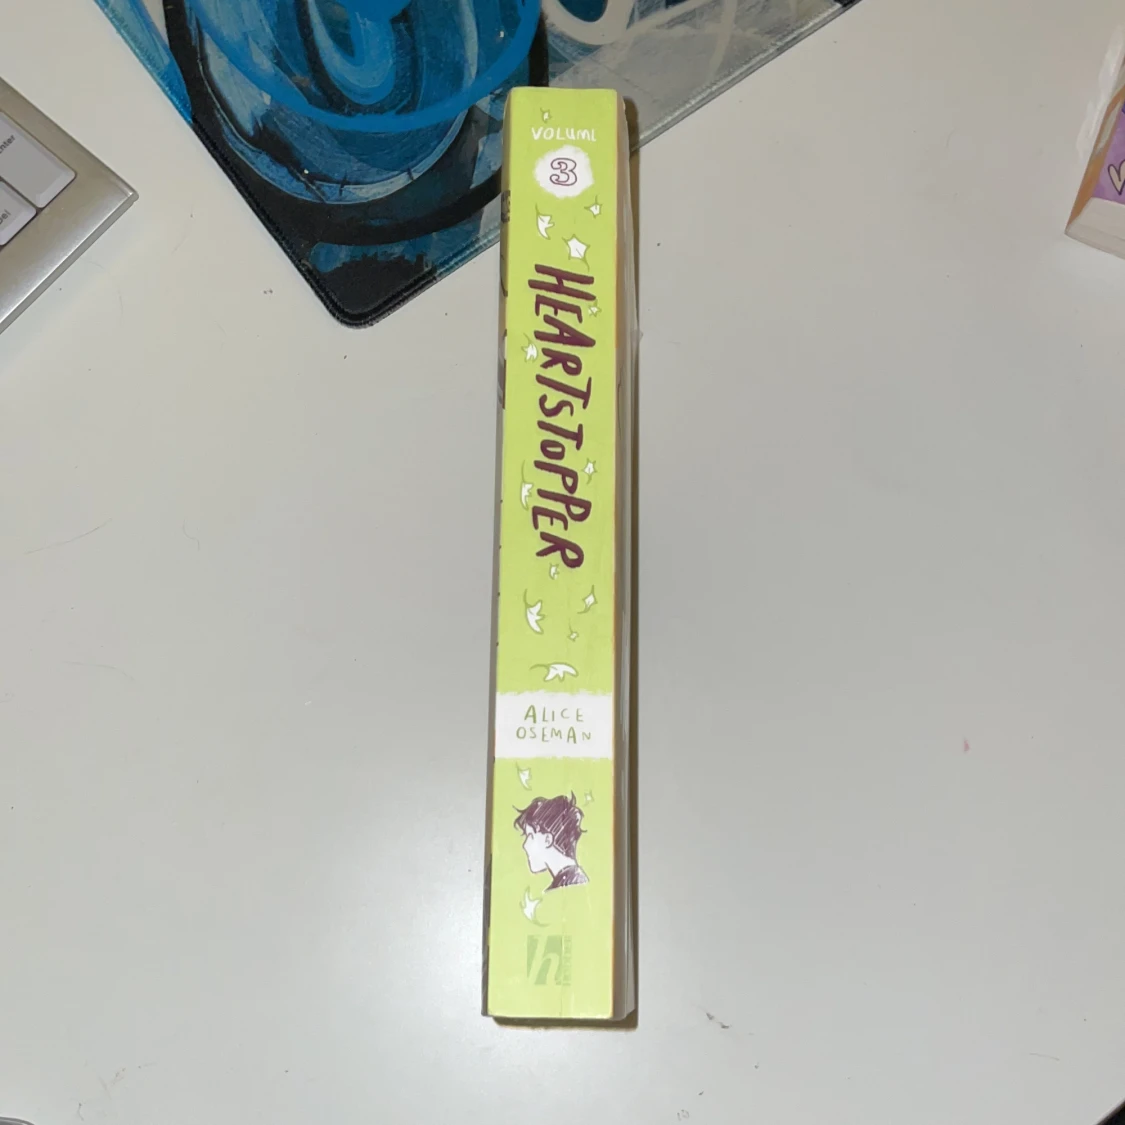 VOLUME
3
HEARTSTOPPER
ALICE
OSEMAN
h